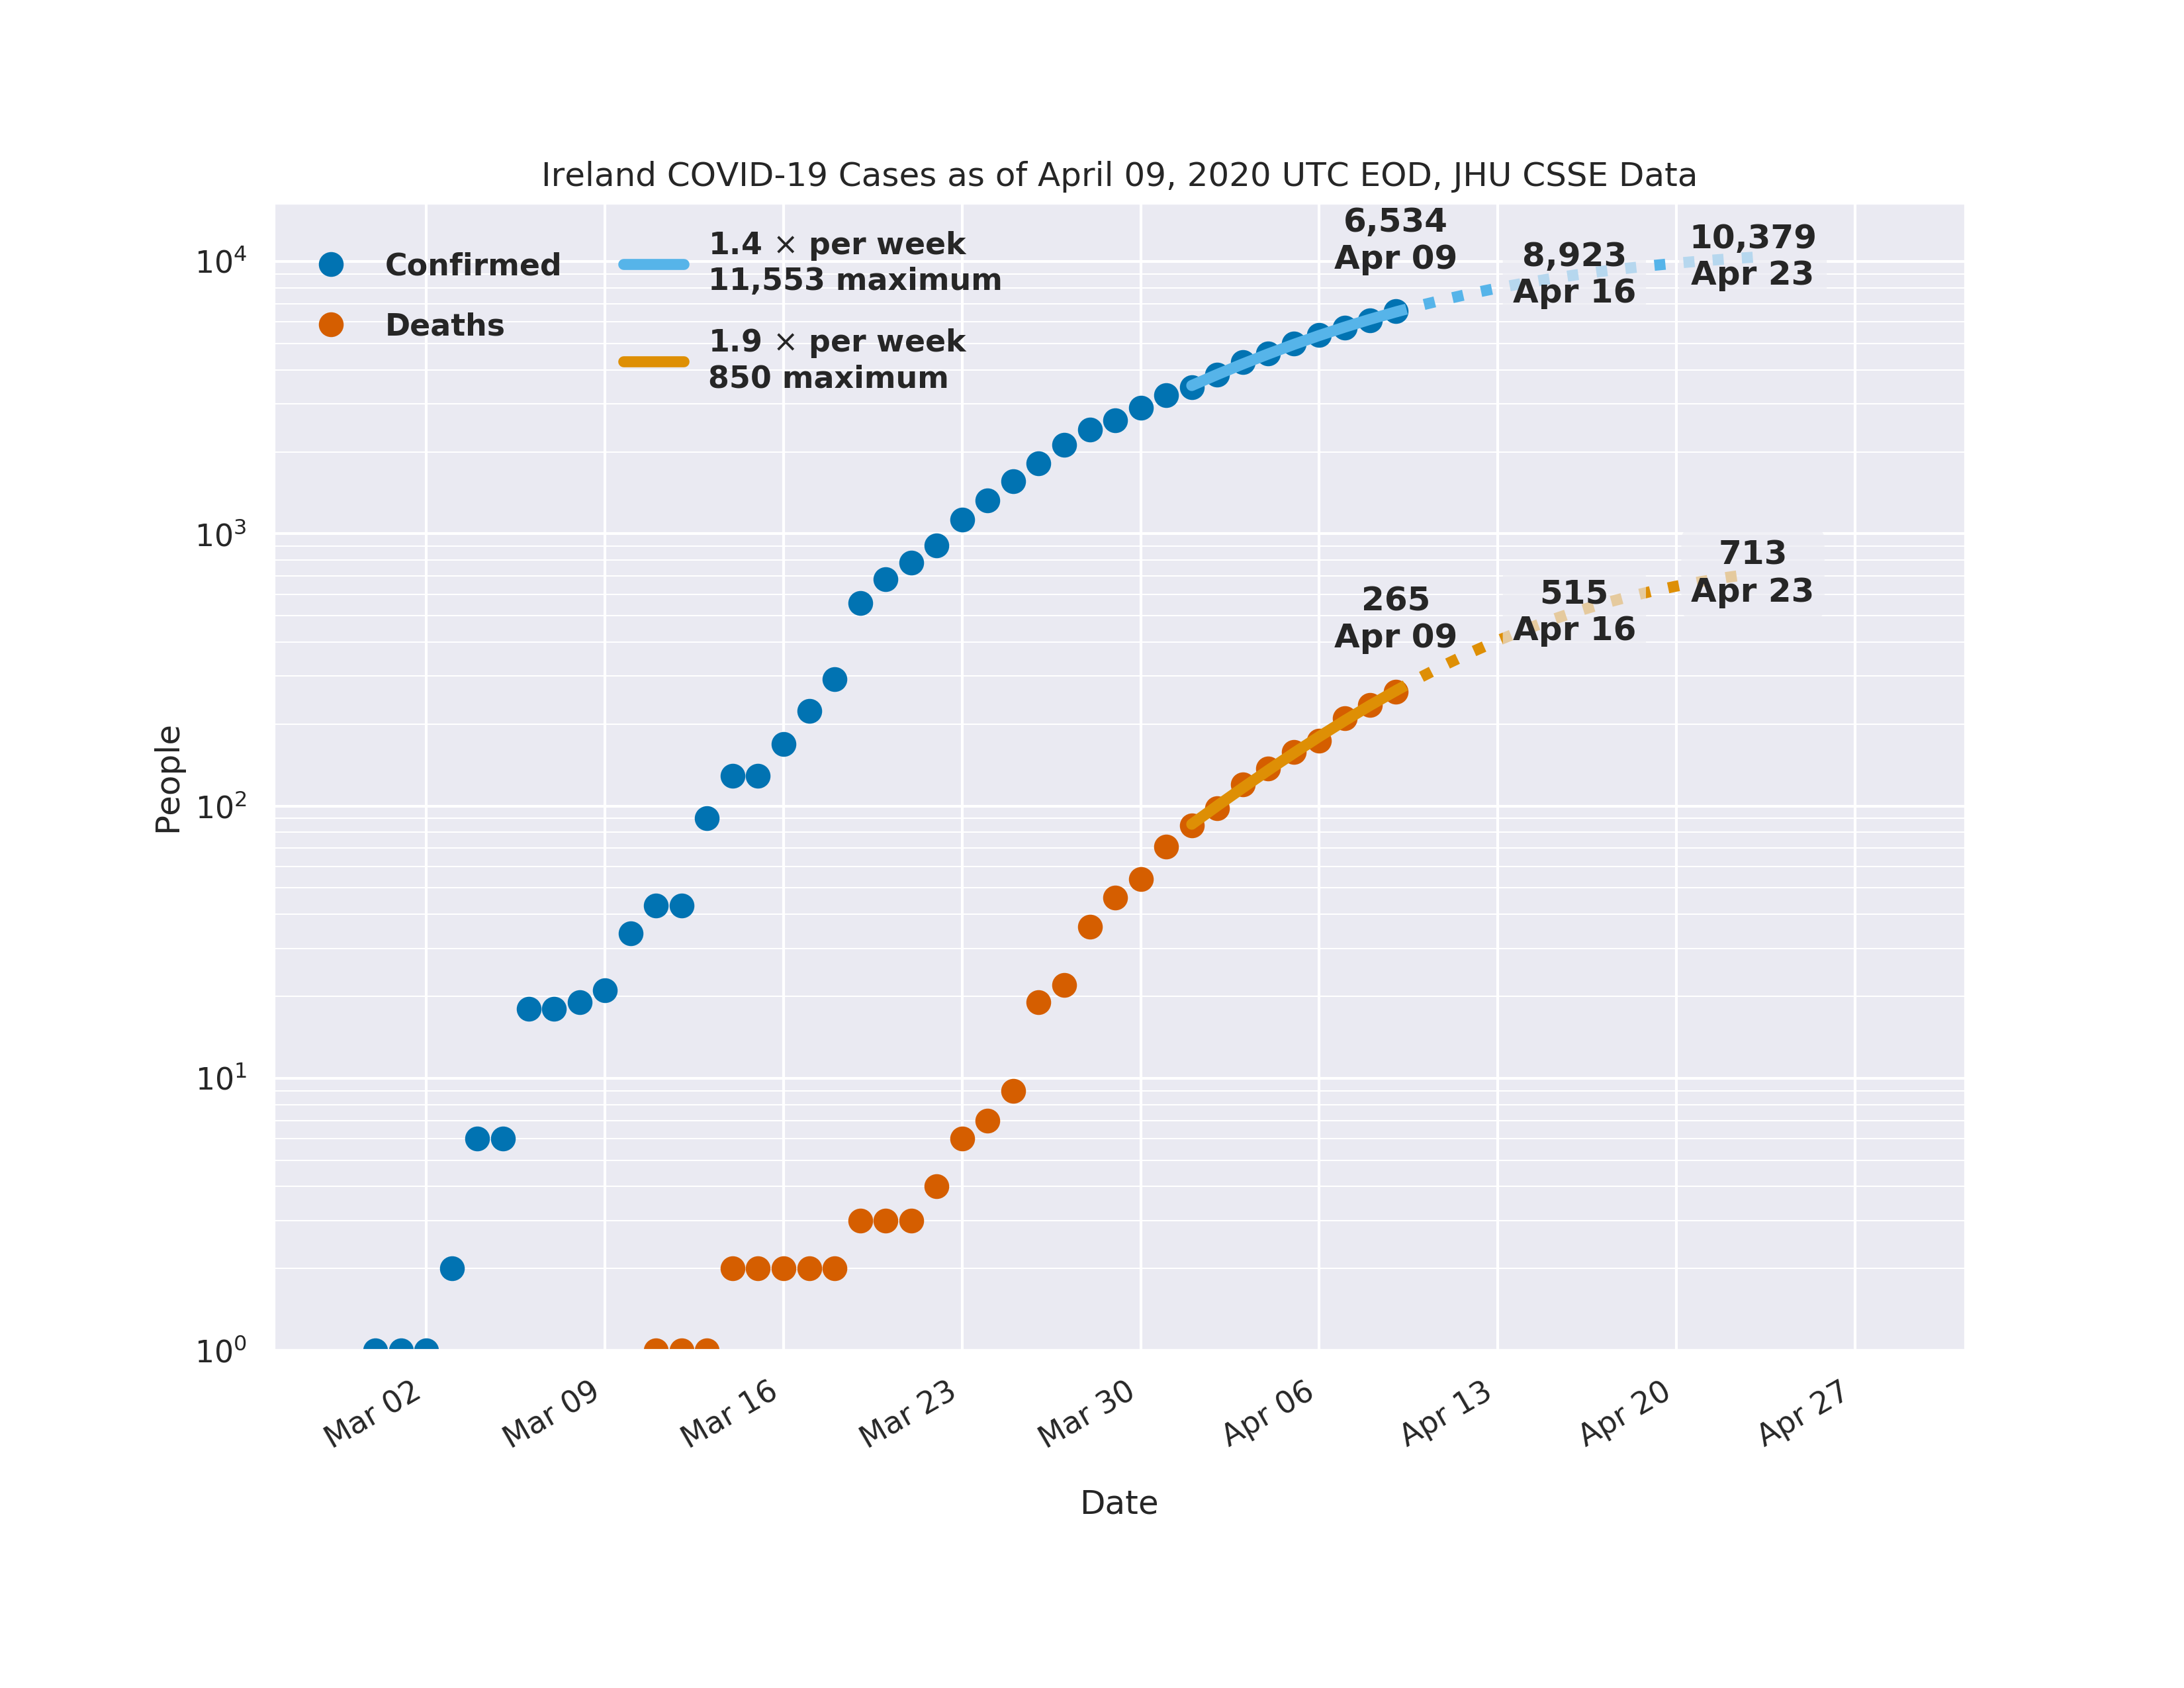 Ireland COVID-19 Cases as of April 09, 2020 UTC EOD, JHU CSSE Data
Confirmed
Deaths
1.4 × per week
11,553 maximum
1.9 × per week
850 maximum
6,534
Apr 09
8,923
Apr 16
10,379
Apr 23
265
Apr 09
515
Apr 16
713
Apr 23
People
10⁴
10³
10²
10¹
10⁰
Mar 02
Mar 09
Mar 16
Mar 23
Mar 30
Apr 06
Apr 13
Apr 20
Apr 27
Date